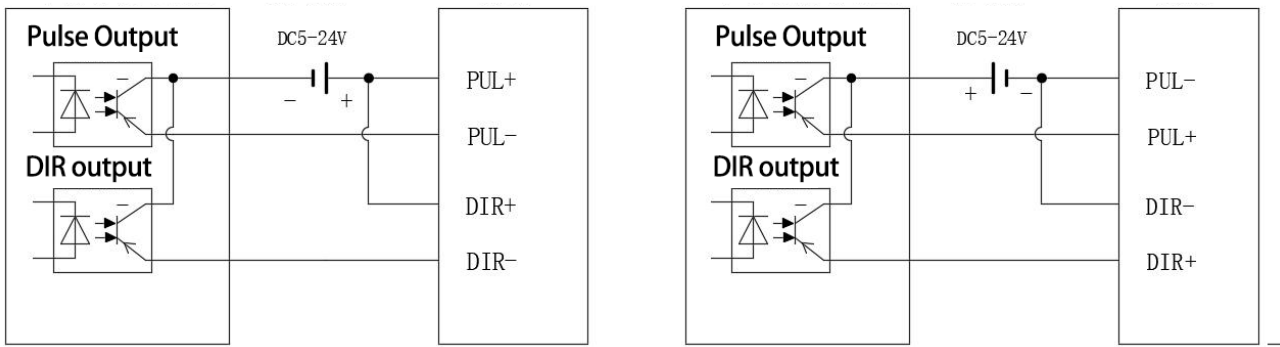 Pulse Output
DC5-24V
−
− +
PUL+
PUL−
DIR output
−
DIR+
DIR−
Pulse Output
DC5-24V
−
+ −
PUL−
PUL+
DIR output
−
DIR−
DIR+